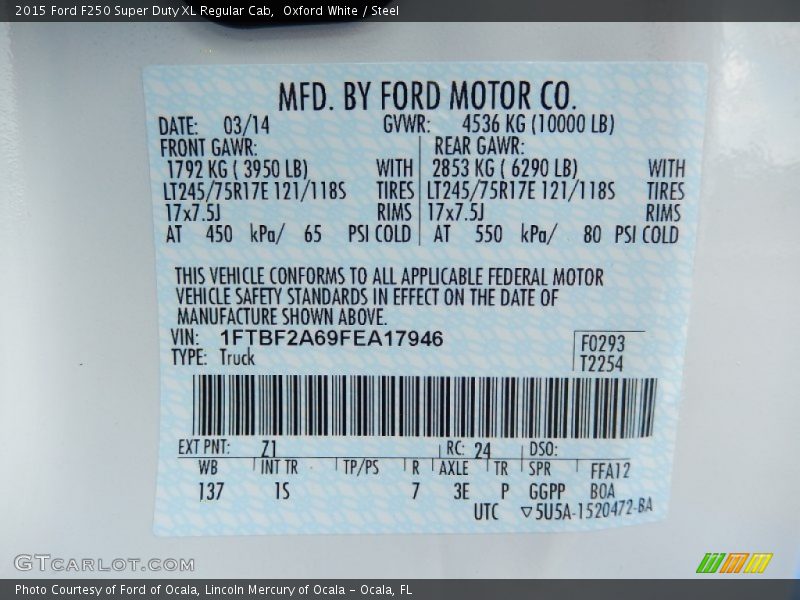 2015 Ford F250 Super Duty XL Regular Cab, Oxford White / Steel
MFD. BY FORD MOTOR CO.
DATE: 03/14 GVWR: 4536 KG (10000 LB)
FRONT GAWR: REAR GAWR:
1792 KG ( 3950 LB) WITH 2853 KG ( 6290 LB) WITH
LT245/75R17E 121/118S TIRES LT245/75R17E 121/118S TIRES
17x7.5J RIMS 17x7.5J RIMS
AT 450 kPa/ 65 PSI COLD AT 550 kPa/ 80 PSI COLD
THIS VEHICLE CONFORMS TO ALL APPLICABLE FEDERAL MOTOR
VEHICLE SAFETY STANDARDS IN EFFECT ON THE DATE OF
MANUFACTURE SHOWN ABOVE.
VIN: 1FTBF2A69FEA17946 F0293
TYPE: Truck T2254
EXT PNT: Z1 RC: 24 DSO:
WB INT TR TP/PS R AXLE TR SPR FFA12
137 1S 7 3E P GGPP BOA
UTC ▽5U5A-1520472-BA
GTCARLOT.COM
Photo Courtesy of Ford of Ocala, Lincoln Mercury of Ocala - Ocala, FL